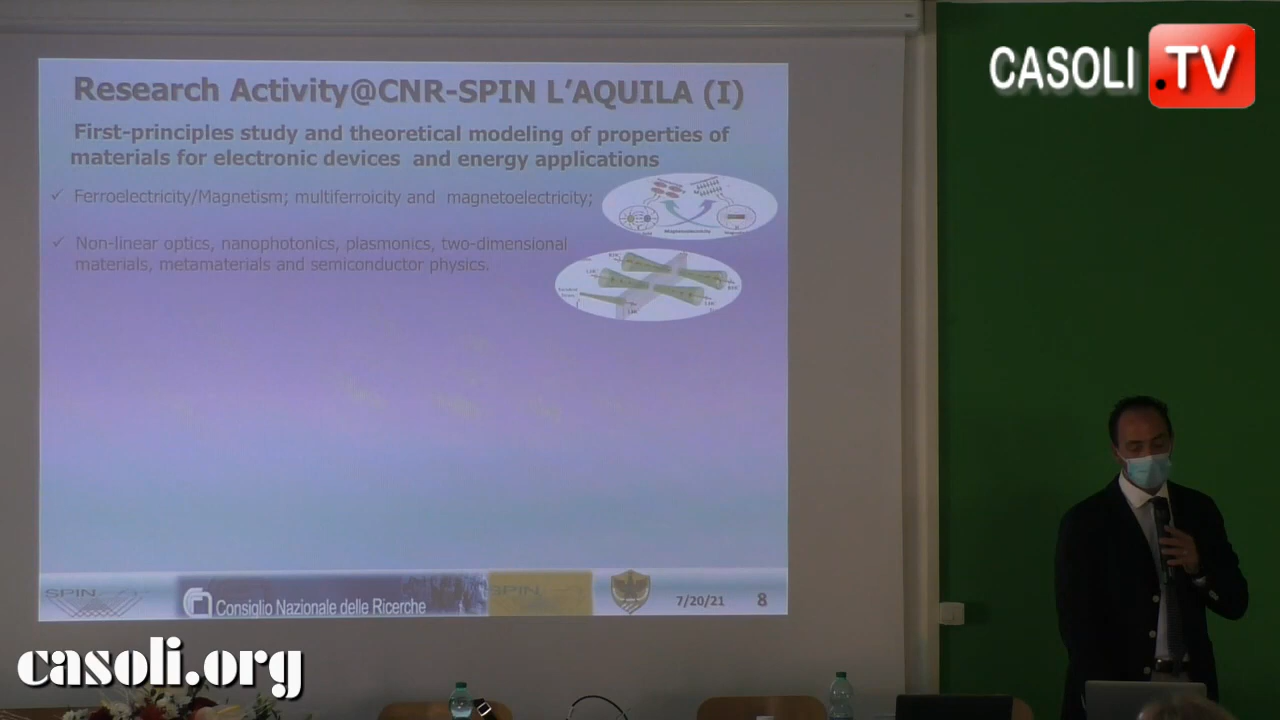 CASOLI .TV
Research Activity@CNR-SPIN L'AQUILA (I)
First-principles study and theoretical modeling of properties of
materials for electronic devices and energy applications
✓ Ferroelectricity/Magnetism; multiferroicity and magnetoelectricity;
Magnetoelectricity
✓ Non-linear optics, nanophotonics, plasmonics, two-dimensional
materials, metamaterials and semiconductor physics.
SPIN
Consiglio Nazionale delle Ricerche
SPIN
7/20/21
8
casoli.org